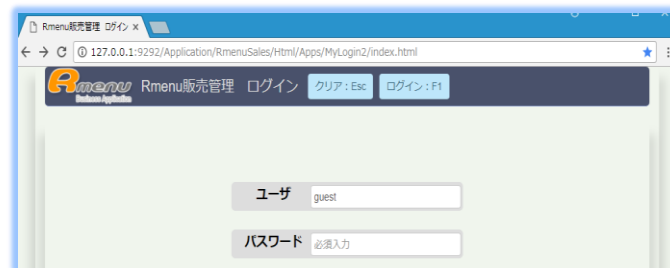 Rmenu販売管理 ログイン ×
127.0.0.1:9292/Application/RmenuSales/Html/Apps/MyLogin2/index.html
Rmenu Rmenu販売管理 ログイン クリア : Esc ログイン : F1
Business Application
ユーザ guest
パスワード 必須入力